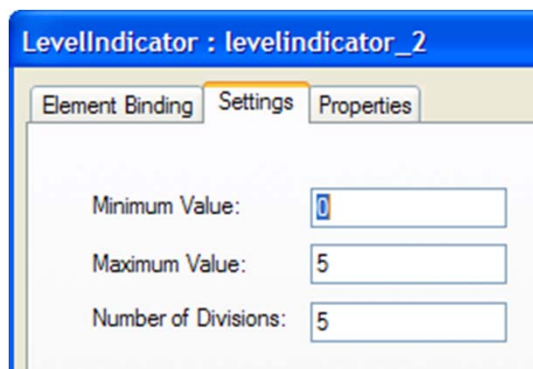 LevelIndicator : levelindicator_2
Element Binding Settings Properties
Minimum Value: 0
Maximum Value: 5
Number of Divisions: 5